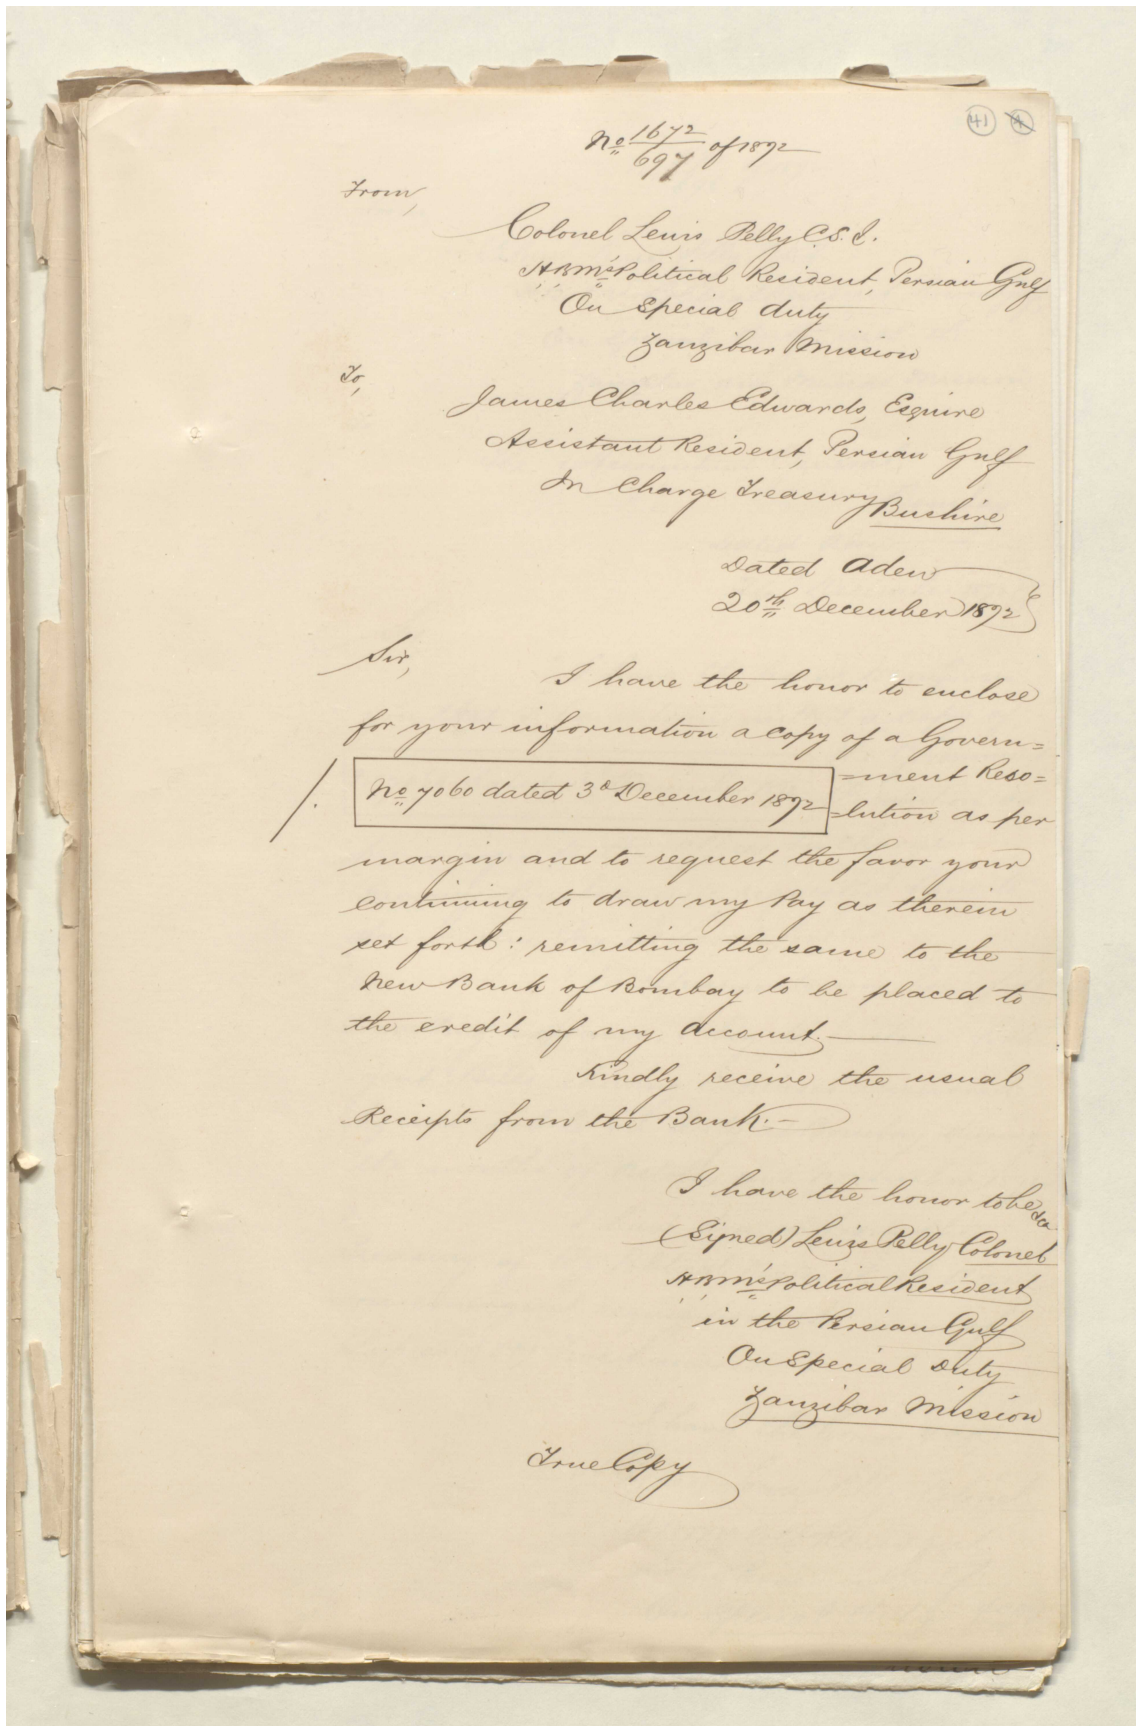 41 4
No 1672/697 of 1872
From,
Colonel Lewis Pelly C.S.I.
H.B.M's Political Resident, Persian Gulf
On Special duty
Zanzibar Mission
To,
James Charles Edwards, Esquire
Assistant Resident, Persian Gulf
In Charge Treasury Bushire
Dated Aden
20th December 1872
Sir,
I have the honor to enclose
for your information a copy of a Govern=
=ment Reso=
No 7060 dated 3d December 1872
=lution as per
margin and to request the favor your
continuing to draw my Pay as therein
set forth: remitting the same to the
New Bank of Bombay to be placed to
the credit of my account.—
Kindly receive the usual
Receipts from the Bank.—
I have the honor to be &ca
(Signed) Lewis Pelly Colonel
H.B.M's Political Resident
in the Persian Gulf
On Special Duty
Zanzibar Mission
True Copy